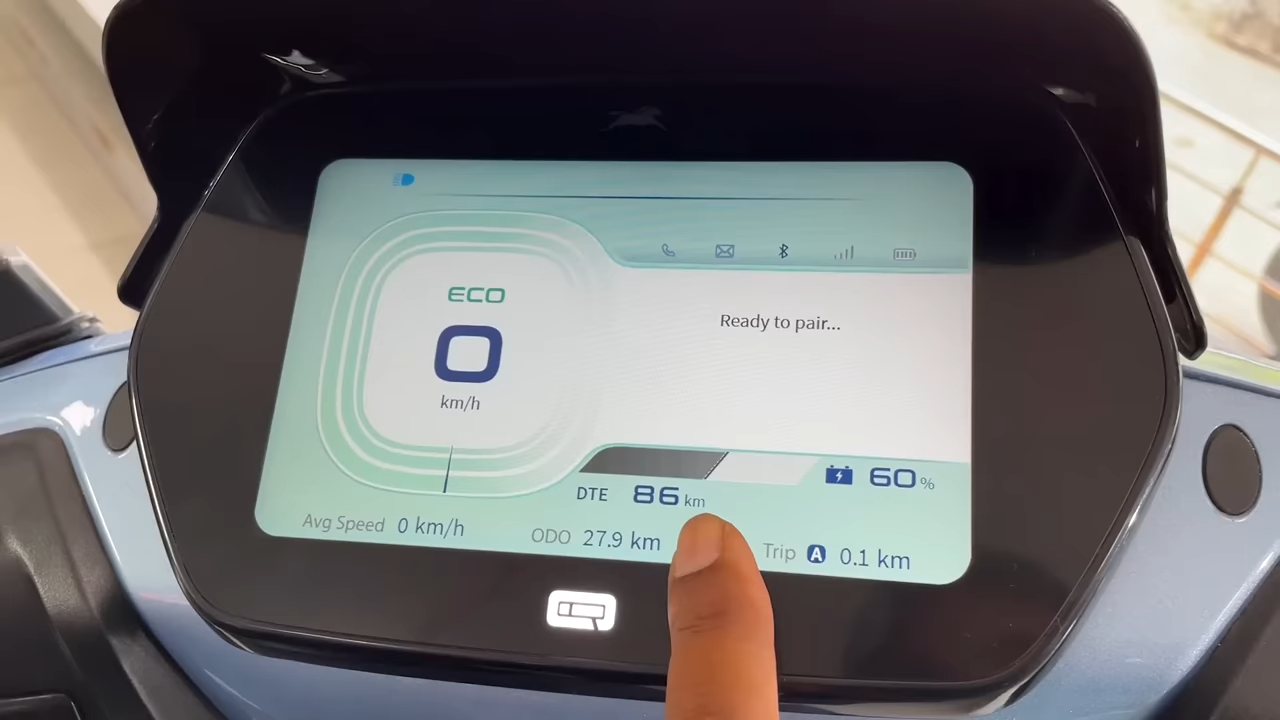 ECO
0
km/h
Ready to pair...
60%
DTE 86 km
Avg Speed 0 km/h
ODO 27.9 km
Trip A 0.1 km